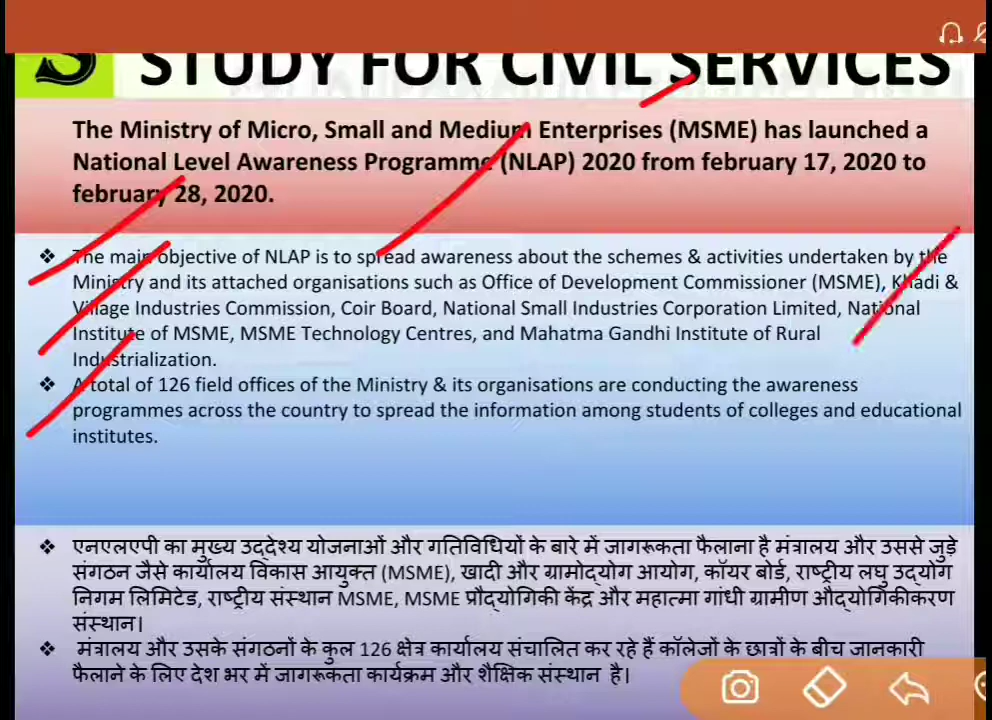 S STUDY FOR CIVIL SERVICES
The Ministry of Micro, Small and Medium Enterprises (MSME) has launched a
National Level Awareness Programme (NLAP) 2020 from february 17, 2020 to
february 28, 2020.
❖ The main objective of NLAP is to spread awareness about the schemes & activities undertaken by the
Ministry and its attached organisations such as Office of Development Commissioner (MSME), Khadi &
Village Industries Commission, Coir Board, National Small Industries Corporation Limited, National
Institute of MSME, MSME Technology Centres, and Mahatma Gandhi Institute of Rural
Industrialization.
❖ A total of 126 field offices of the Ministry & its organisations are conducting the awareness
programmes across the country to spread the information among students of colleges and educational
institutes.
❖ एनएलएपी का मुख्य उद्देश्य योजनाओं और गतिविधियों के बारे में जागरूकता फैलाना है मंत्रालय और उससे जुड़े
संगठन जैसे कार्यालय विकास आयुक्त (MSME), खादी और ग्रामोद्योग आयोग, कॉयर बोर्ड, राष्ट्रीय लघु उद्योग
निगम लिमिटेड, राष्ट्रीय संस्थान MSME, MSME प्रौद्योगिकी केंद्र और महात्मा गांधी ग्रामीण औद्योगिकीकरण
संस्थान।
❖ मंत्रालय और उसके संगठनों के कुल 126 क्षेत्र कार्यालय संचालित कर रहे हैं कॉलेजों के छात्रों के बीच जानकारी
फैलाने के लिए देश भर में जागरूकता कार्यक्रम और शैक्षिक संस्थान है।